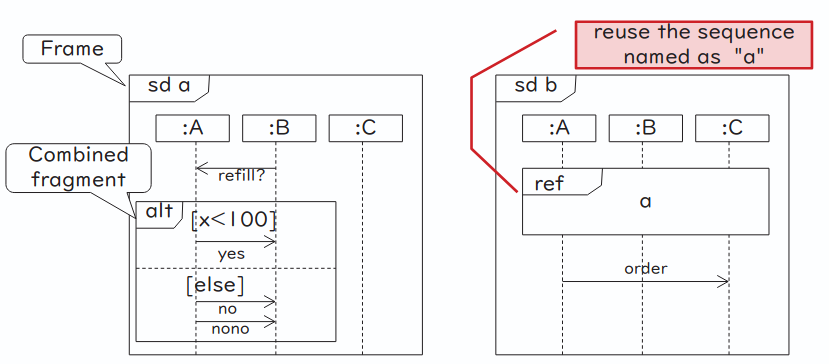 Frame
sd a
:A
:B
:C
Combined
fragment
refill?
alt
[x<100]
yes
[else]
no
nono
reuse the sequence
named as "a"
sd b
:A
:B
:C
ref
a
order